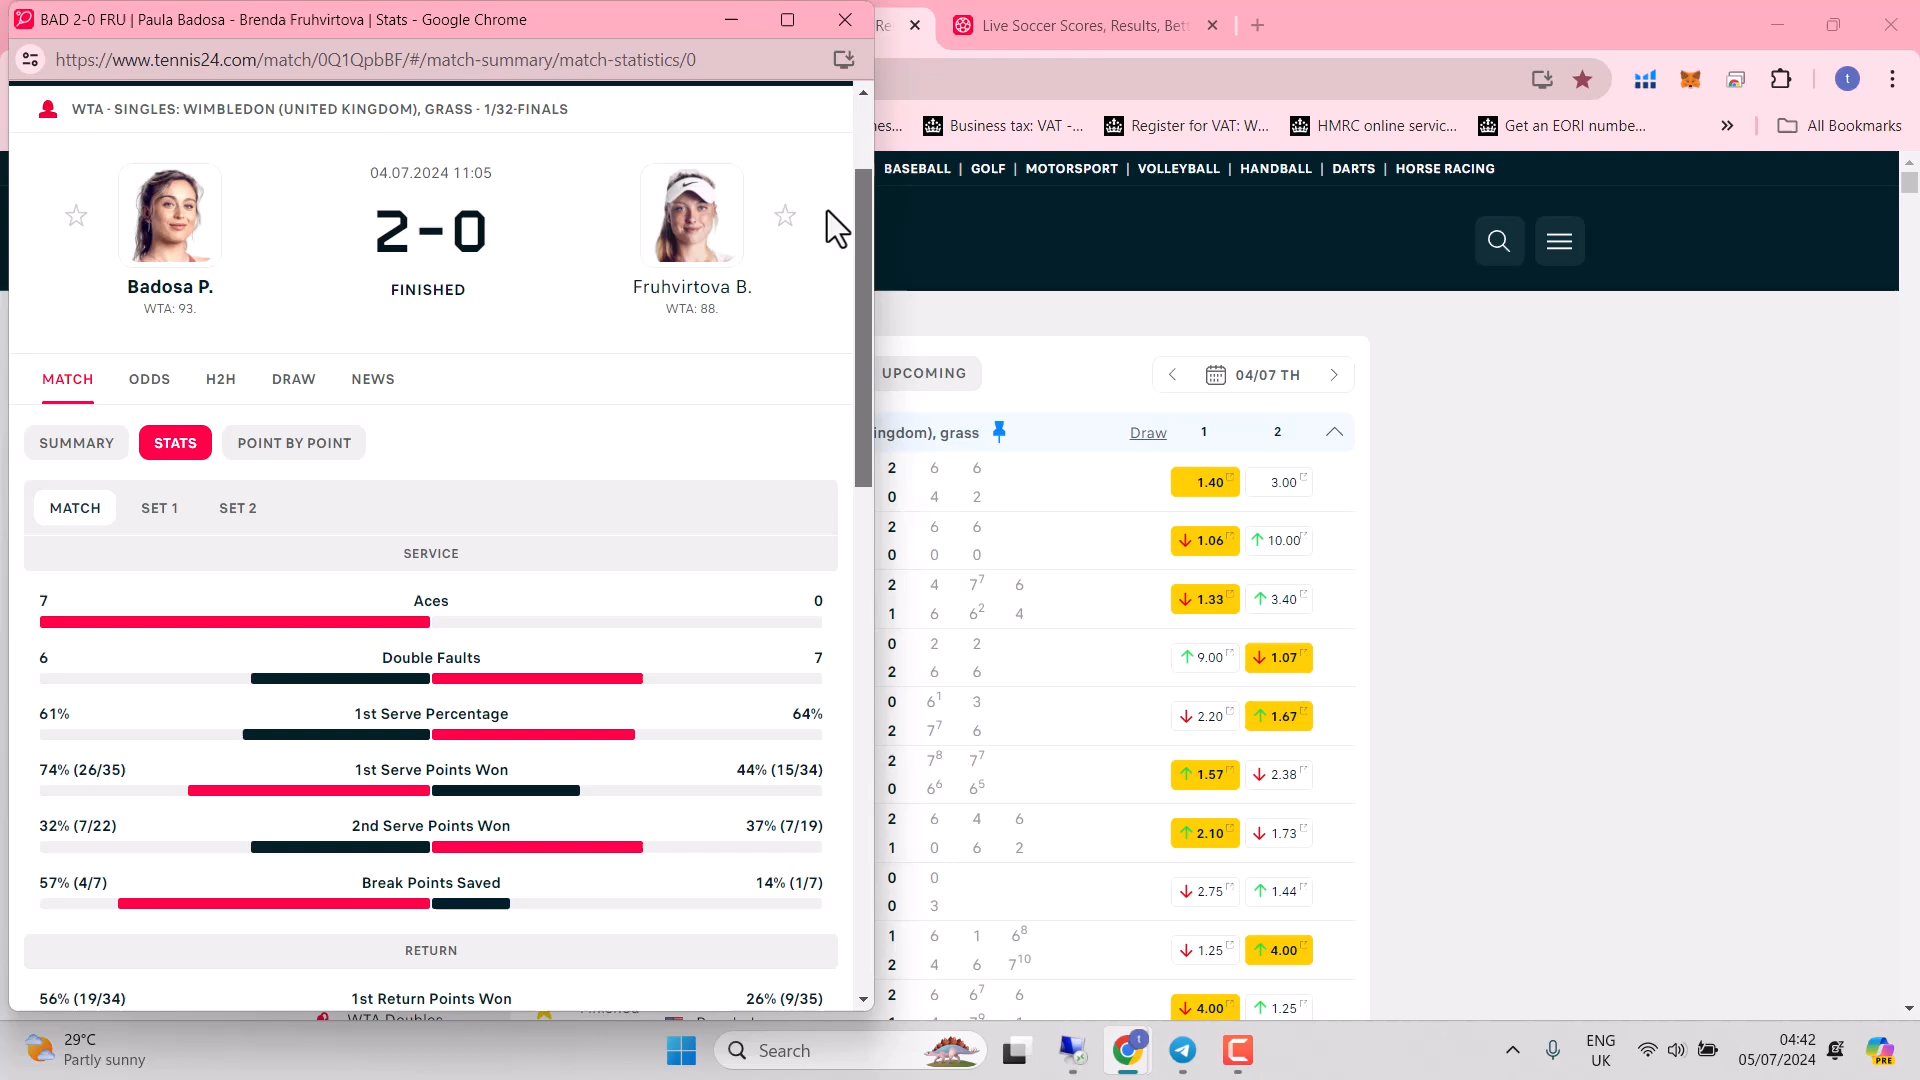 BAD 2-0 FRU | Paula Badosa - Brenda Fruhvirtova | Stats - Google Chrome
Live Soccer Scores, Results, Bet
https://www.tennis24.com/match/0Q1QpbBF/#/match-summary/match-statistics/0
t
Business tax: VAT -...
Register for VAT: W...
HMRC online servic...
Get an EORI numbe...
All Bookmarks
WTA - SINGLES: WIMBLEDON (UNITED KINGDOM), GRASS - 1/32-FINALS
BASEBALL | GOLF | MOTORSPORT | VOLLEYBALL | HANDBALL | DARTS | HORSE RACING
04.07.2024 11:05
2-0
FINISHED
Badosa P.
WTA: 93.
Fruhvirtova B.
WTA: 88.
MATCH ODDS H2H DRAW NEWS
SUMMARY STATS POINT BY POINT
MATCH SET 1 SET 2
SERVICE
7 Aces 0
6 Double Faults 7
61% 1st Serve Percentage 64%
74% (26/35) 1st Serve Points Won 44% (15/34)
32% (7/22) 2nd Serve Points Won 37% (7/19)
57% (4/7) Break Points Saved 14% (1/7)
RETURN
56% (19/34) 1st Return Points Won 26% (9/35)
UPCOMING
04/07 TH
ingdom), grass Draw 1 2
2 6 6 1.40 3.00
0 4 2
2 6 6 1.06 10.00
0 0 0
2 4 7⁷ 6 1.33 3.40
1 6 6² 4
0 2 2 9.00 1.07
2 6 6
0 6¹ 3 2.20 1.67
2 7⁷ 6
2 7⁸ 7⁷ 1.57 2.38
0 6⁶ 6⁵
2 6 4 6 2.10 1.73
1 0 6 2
0 0 2.75 1.44
0 3
1 6 1 6⁸ 1.25 4.00
2 4 6 7¹⁰
2 6 6⁷ 6 4.00 1.25
29°C
Partly sunny
Search
ENG
UK
04:42
05/07/2024
PRE